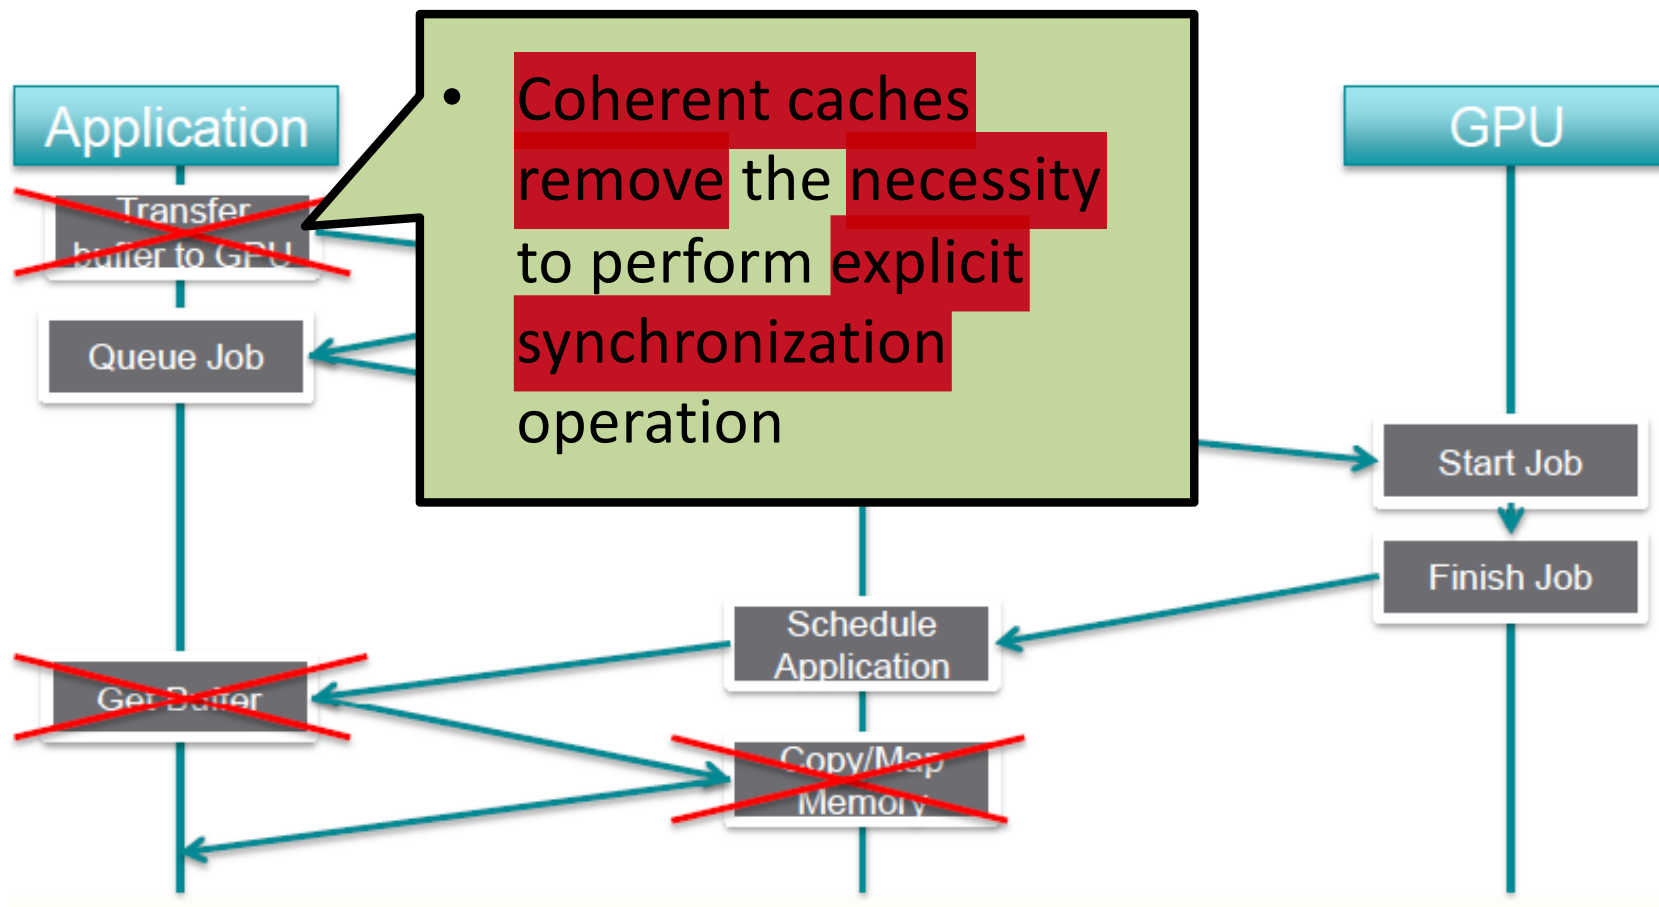 Application
GPU
• Coherent caches
remove the necessity
to perform explicit
synchronization
operation
Transfer
buffer to GPU
Queue Job
Start Job
Finish Job
Schedule
Application
Get Buffer
Copy/Map
Memory